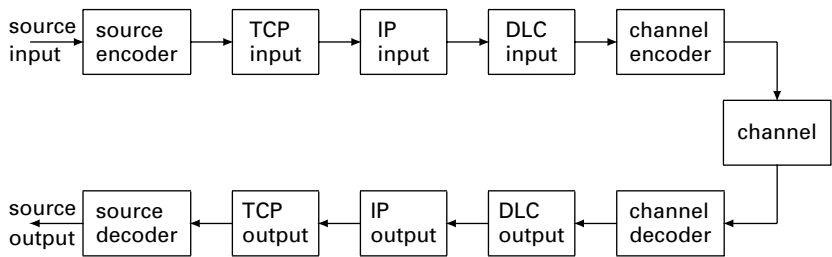 source
input
source
encoder
TCP
input
IP
input
DLC
input
channel
encoder
channel
source
output
source
decoder
TCP
output
IP
output
DLC
output
channel
decoder